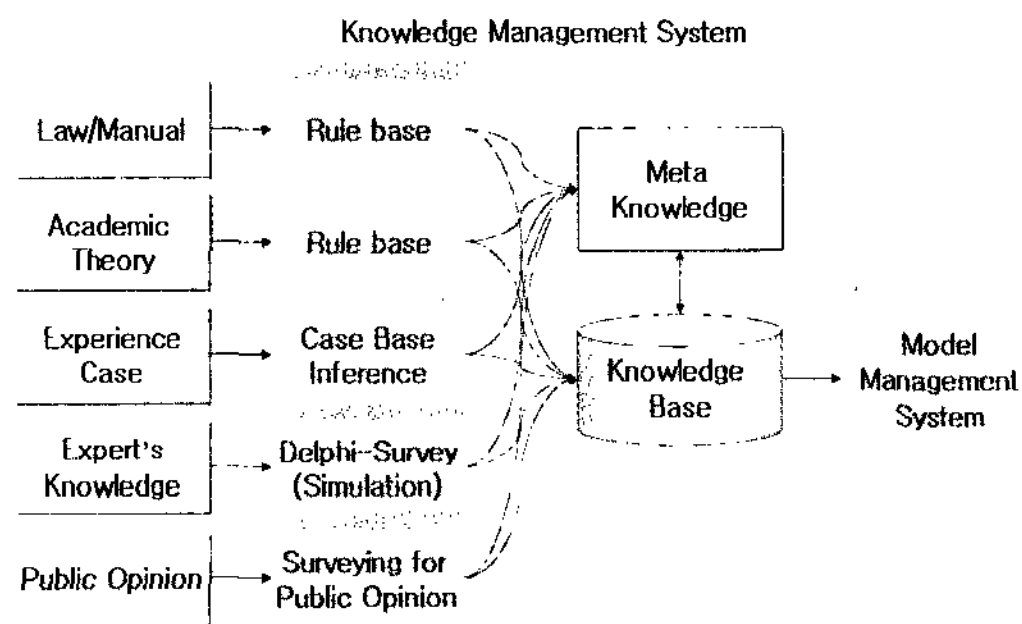 Knowledge Management System
Law/Manual
Rule base
Academic
Theory
Rule base
Experience
Case
Case Base
Inference
Expert's
Knowledge
Delphi-Survey
(Simulation)
Public Opinion
Surveying for
Public Opinion
Meta
Knowledge
Knowledge
Base
Model
Management
System